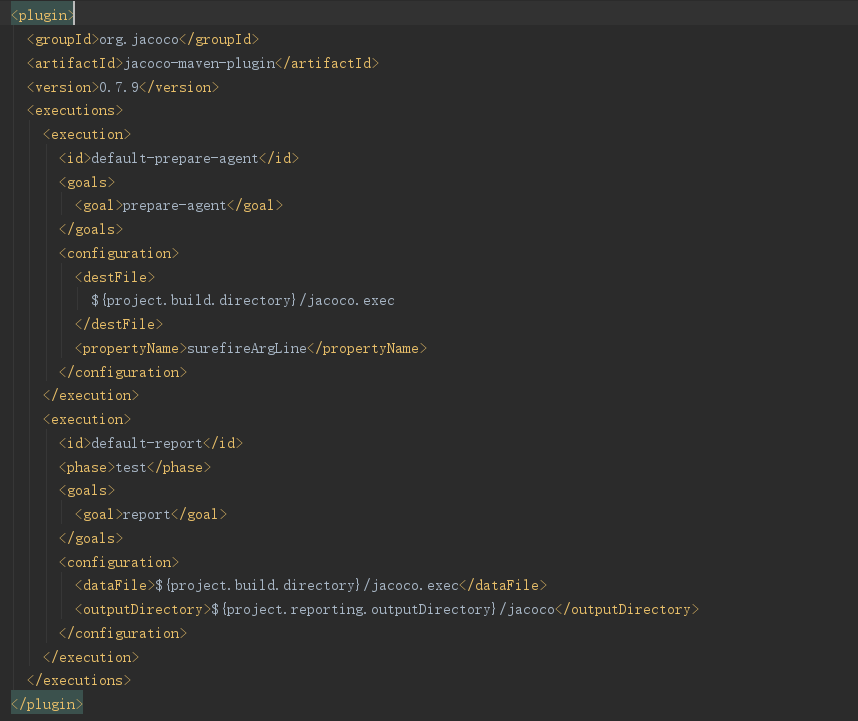 <plugin>
<groupId>org.jacoco</groupId>
<artifactId>jacoco-maven-plugin</artifactId>
<version>0.7.9</version>
<executions>
<execution>
<id>default-prepare-agent</id>
<goals>
<goal>prepare-agent</goal>
</goals>
<configuration>
<destFile>
${project.build.directory}/jacoco.exec
</destFile>
<propertyName>surefireArgLine</propertyName>
</configuration>
</execution>
<execution>
<id>default-report</id>
<phase>test</phase>
<goals>
<goal>report</goal>
</goals>
<configuration>
<dataFile>${project.build.directory}/jacoco.exec</dataFile>
<outputDirectory>${project.reporting.outputDirectory}/jacoco</outputDirectory>
</configuration>
</execution>
</executions>
</plugin>